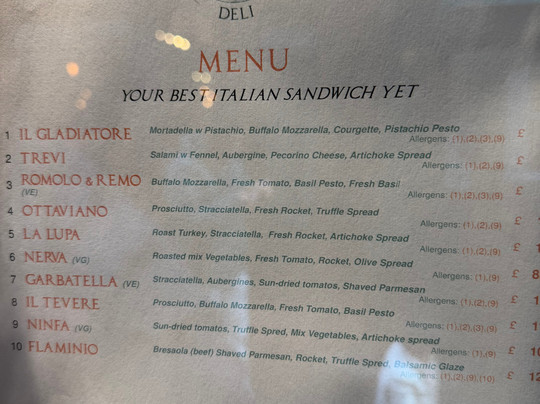 DELI
MENU
YOUR BEST ITALIAN SANDWICH YET
1 IL GLADIATORE Mortadella w Pistachio, Buffalo Mozzarella, Courgette, Pistachio Pesto
Allergens: (1),(2),(3),(9) £
2 TREVI Salami w Fennel, Aubergine, Pecorino Cheese, Artichoke Spread
Allergens: (1),(2),(9) £
3 ROMOLO & REMO (VE) Buffalo Mozzarella, Fresh Tomato, Basil Pesto, Fresh Basil
Allergens: (1),(2),(3),(9) £
4 OTTAVIANO Prosciutto, Stracciatella, Fresh Rocket, Truffle Spread
Allergens: (1),(2),(9) £
5 LA LUPA Roast Turkey, Stracciatella, Fresh Rocket, Artichoke Spread
Allergens: (1),(2),(9) £
6 NERVA (VG) Roasted mix Vegetables, Fresh Tomato, Rocket, Olive Spread
Allergens: (1),(9) £ 8
7 GARBATELLA (VE) Stracciatella, Aubergines, Sun-dried tomatos, Shaved Parmesan
Allergens: (1),(2),(9) £
8 IL TEVERE Prosciutto, Buffalo Mozzarella, Fresh Tomato, Basil Pesto
Allergens: (1),(2),(3),(9) £
9 NINFA (VG) Sun-dried tomatos, Truffle Spred, Mix Vegetables, Artichoke spread
Allergens: (1),(9) £ 10
10 FLAMINIO Bresaola (beef) Shaved Parmesan, Rocket, Truffle Spred, Balsamic Glaze
Allergens: (1),(2),(9),(10) £ 12